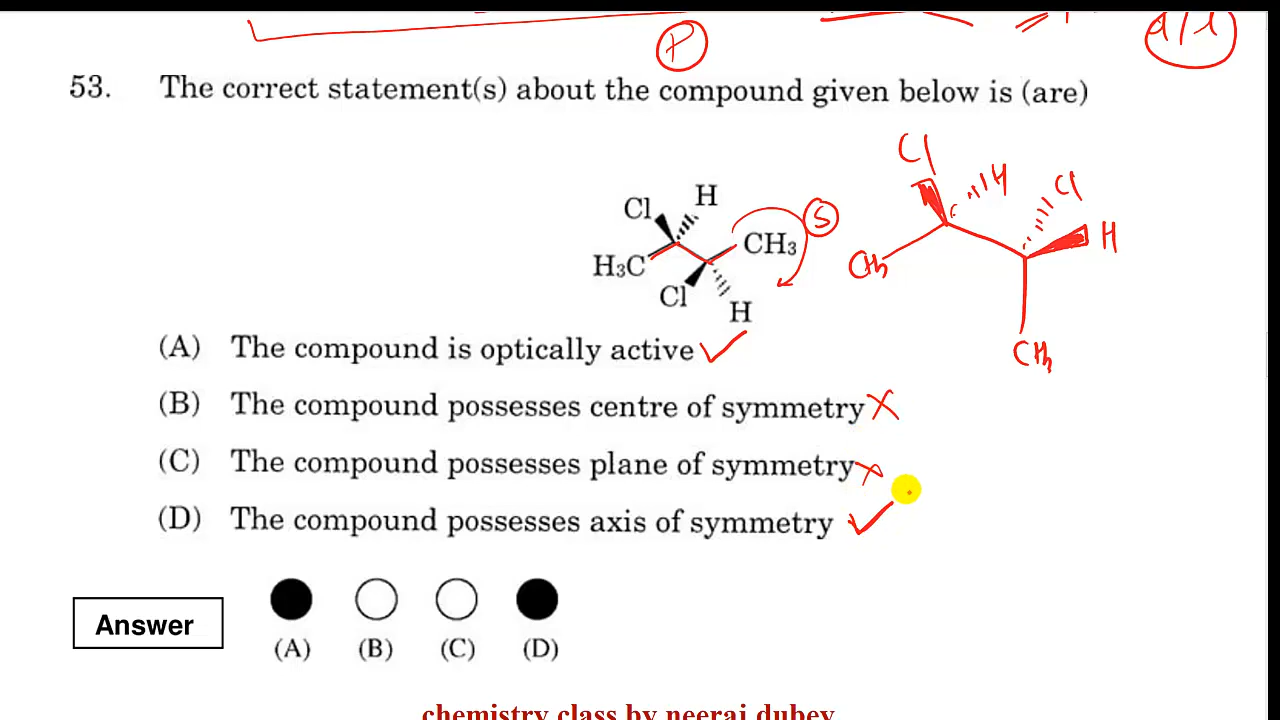 P
d/l
53. The correct statement(s) about the compound given below is (are)
Cl H
Cl H Cl
S
H₃C CH₃
CH₃ H
Cl H
CH₃
(A) The compound is optically active ✓
(B) The compound possesses centre of symmetry ×
(C) The compound possesses plane of symmetry ×
(D) The compound possesses axis of symmetry ✓
Answer
(A) (B) (C) (D)
chemistry class by neeraj dubey